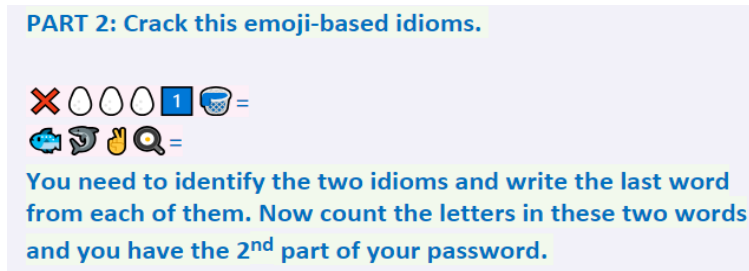 PART 2: Crack this emoji-based idioms.
❌🥚🥚🥚1️⃣🗑️=
🐟🦈✌️🍳=
You need to identify the two idioms and write the last word
from each of them. Now count the letters in these two words
and you have the 2nd part of your password.